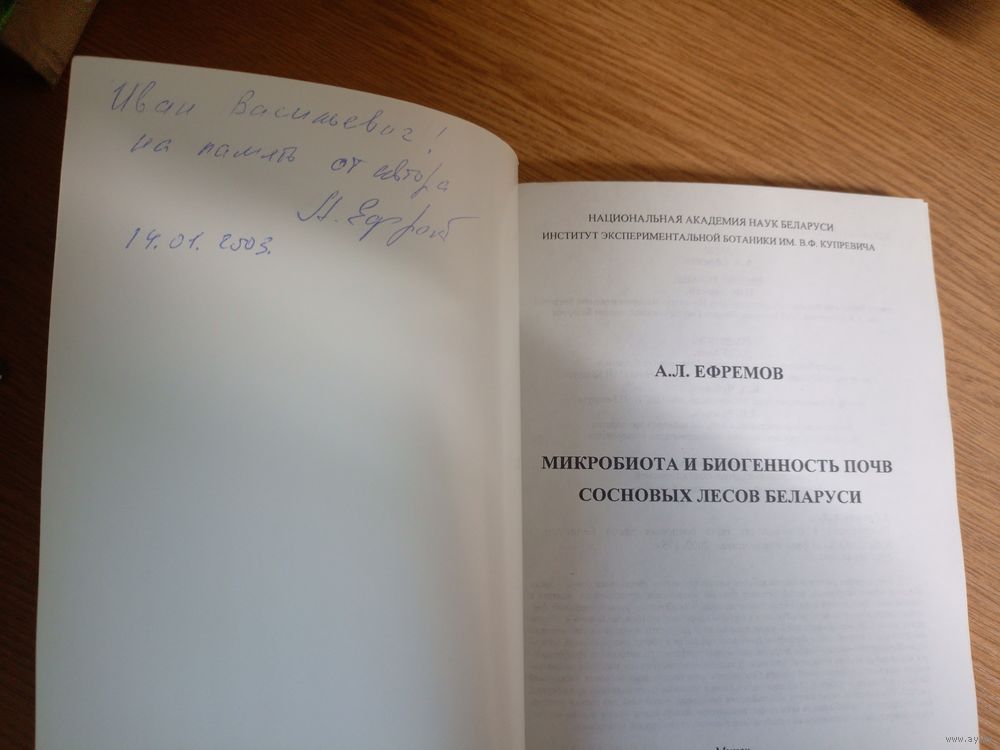 Иван Васильевич!
на память от автора
А. Ефрем
14.01.2003.
НАЦИОНАЛЬНАЯ АКАДЕМИЯ НАУК БЕЛАРУСИ
ИНСТИТУТ ЭКСПЕРИМЕНТАЛЬНОЙ БОТАНИКИ ИМ. В.Ф. КУПРЕВИЧА
А.Л. ЕФРЕМОВ
МИКРОБИОТА И БИОГЕННОСТЬ ПОЧВ
СОСНОВЫХ ЛЕСОВ БЕЛАРУСИ